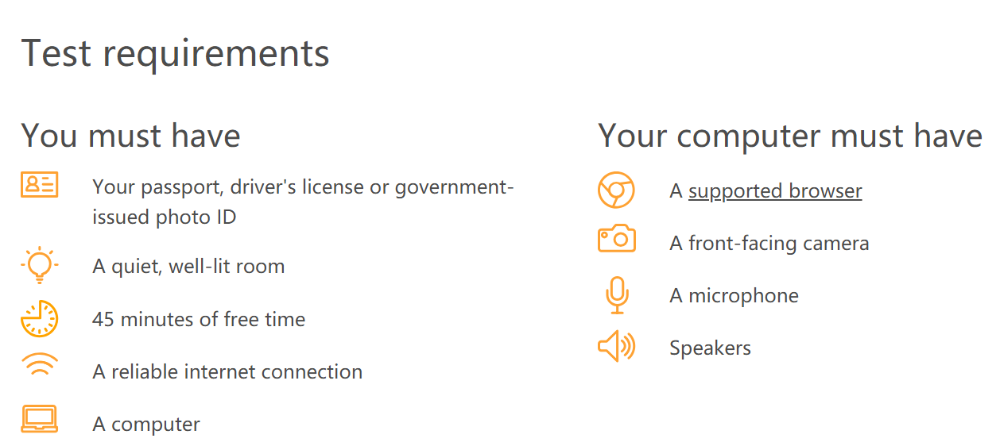 Test requirements
You must have
Your passport, driver's license or government-
issued photo ID
A quiet, well-lit room
45 minutes of free time
A reliable internet connection
A computer
Your computer must have
A supported browser
A front-facing camera
A microphone
Speakers